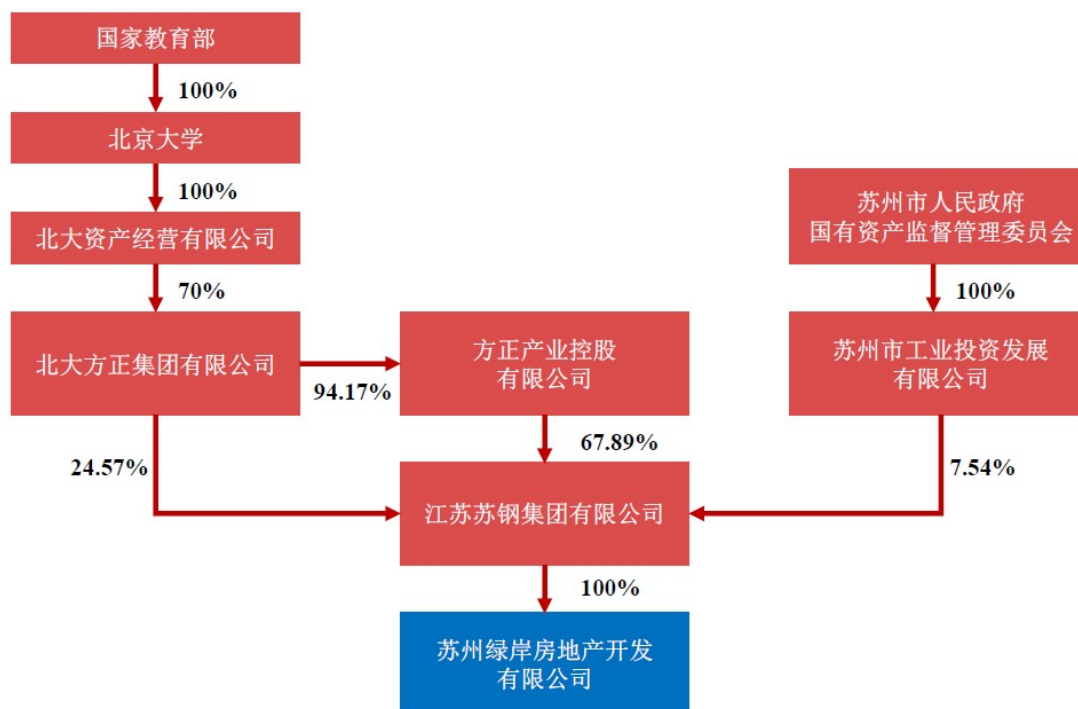 国家教育部
100%
北京大学
100%
北大资产经营有限公司
70%
北大方正集团有限公司
94.17%
方正产业控股
有限公司
苏州市人民政府
国有资产监督管理委员会
100%
苏州市工业投资发展
有限公司
24.57%
67.89%
7.54%
江苏苏钢集团有限公司
100%
苏州绿岸房地产开发
有限公司